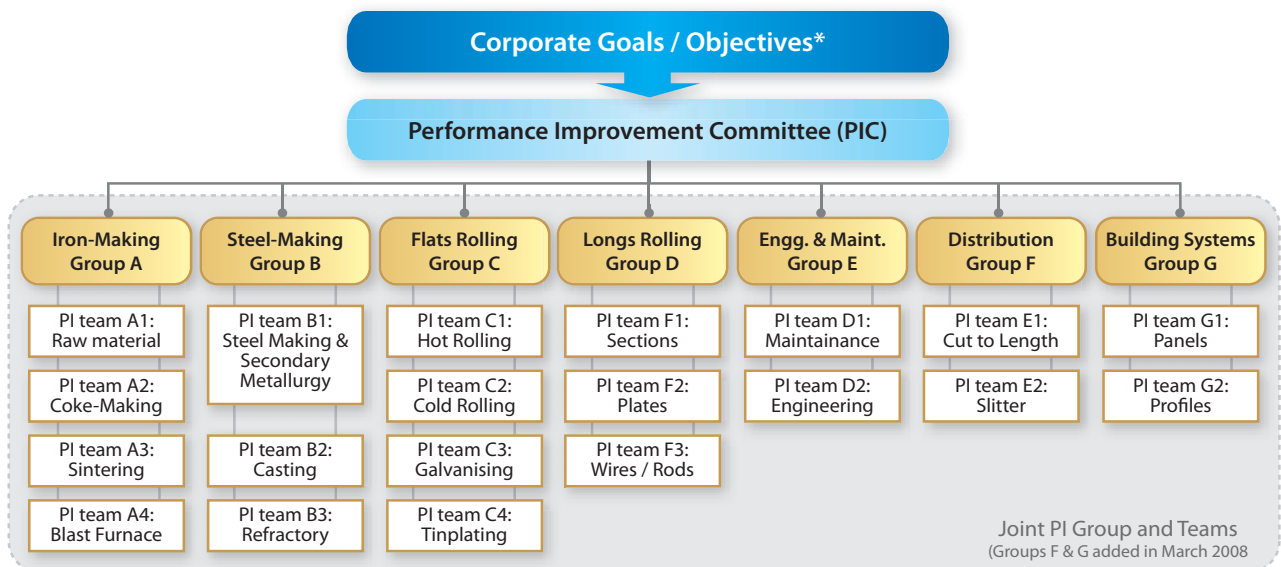 Corporate Goals / Objectives*
Performance Improvement Committee (PIC)
Iron-Making
Group A
Steel-Making
Group B
Flats Rolling
Group C
Longs Rolling
Group D
Engg. & Maint.
Group E
Distribution
Group F
Building Systems
Group G
PI team A1:
Raw material
PI team A2:
Coke-Making
PI team A3:
Sintering
PI team A4:
Blast Furnace
PI team B1:
Steel Making &
Secondary
Metallurgy
PI team B2:
Casting
PI team B3:
Refractory
PI team C1:
Hot Rolling
PI team C2:
Cold Rolling
PI team C3:
Galvanising
PI team C4:
Tinplating
PI team F1:
Sections
PI team F2:
Plates
PI team F3:
Wires / Rods
PI team D1:
Maintainance
PI team D2:
Engineering
PI team E1:
Cut to Length
PI team E2:
Slitter
PI team G1:
Panels
PI team G2:
Profiles
Joint PI Group and Teams
(Groups F & G added in March 2008